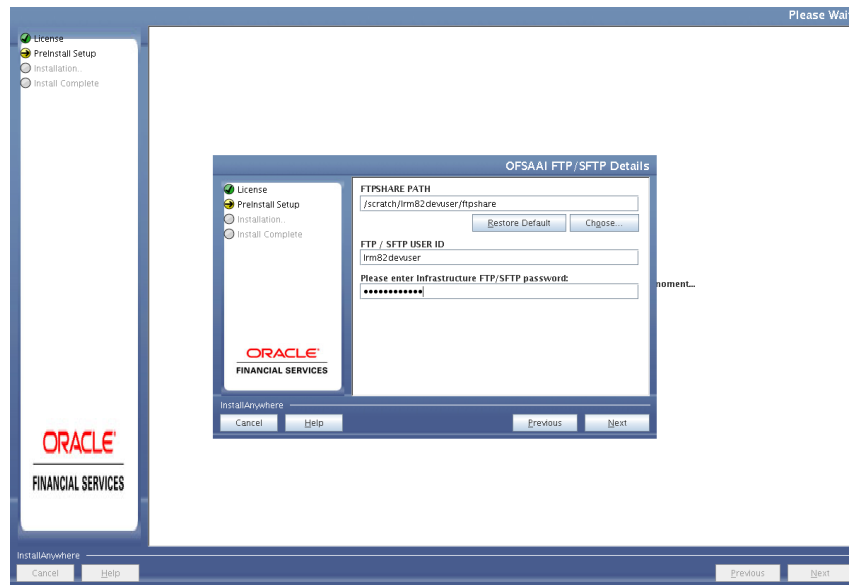 Please Wai
License
PreInstall Setup
Installation..
Install Complete
OFSAAI FTP/SFTP Details
License
PreInstall Setup
Installation..
Install Complete
FTPSHARE PATH
/scratch/lrm82devuser/ftpshare
Restore Default
Choose...
FTP / SFTP USER ID
lrm82devuser
Please enter Infrastructure FTP/SFTP password:
••••••••••••
noment...
ORACLE
FINANCIAL SERVICES
InstallAnywhere
Cancel
Help
Previous
Next
ORACLE
FINANCIAL SERVICES
InstallAnywhere
Cancel
Help
Previous
Next